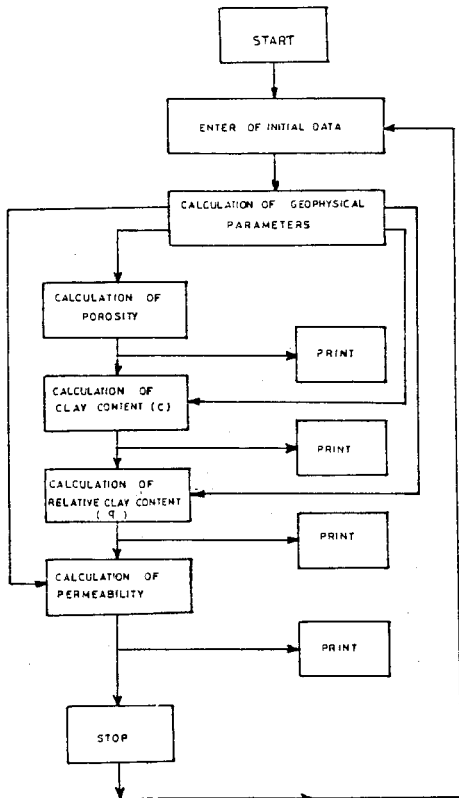 START
ENTER OF INITIAL DATA
CALCULATION OF GEOPHYSICAL
PARAMETERS
CALCULATION OF
POROSITY
PRINT
CALCULATION OF
CLAY CONTENT (C)
PRINT
CALCULATION OF
RELATIVE CLAY CONTENT
(q)
PRINT
CALCULATION OF
PERMEABILITY
PRINT
STOP